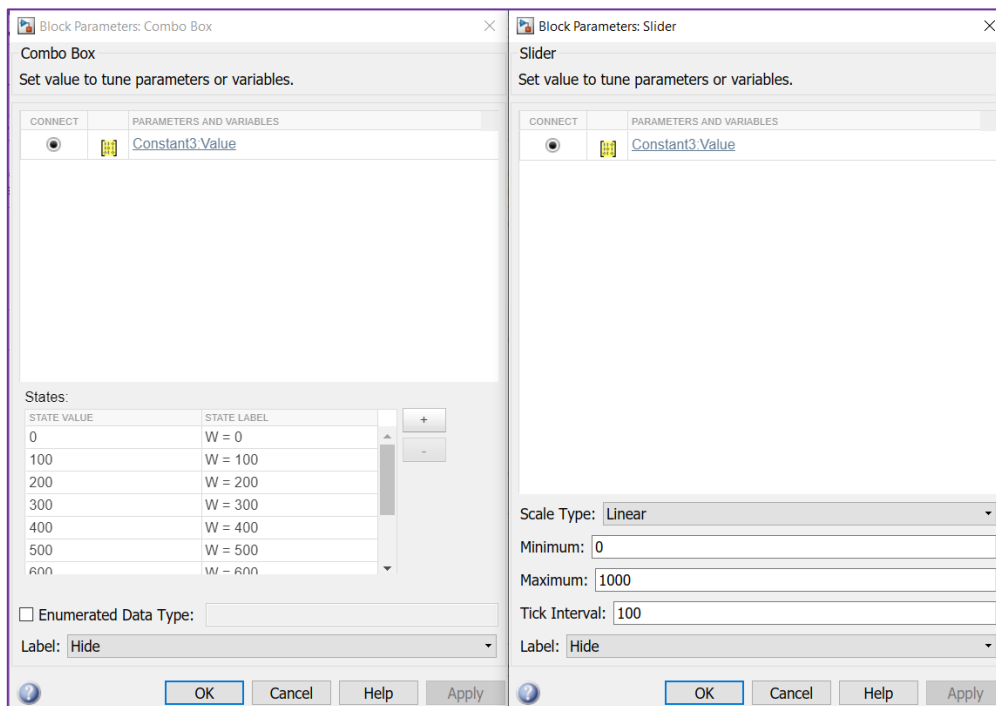 Block Parameters: Combo Box
Combo Box
Set value to tune parameters or variables.
CONNECT PARAMETERS AND VARIABLES
Constant3:Value
States:
STATE VALUE STATE LABEL
0 W = 0
100 W = 100
200 W = 200
300 W = 300
400 W = 400
500 W = 500
600 W = 600
+
-
Enumerated Data Type:
Label: Hide
OK Cancel Help Apply
Block Parameters: Slider
Slider
Set value to tune parameters or variables.
CONNECT PARAMETERS AND VARIABLES
Constant3:Value
Scale Type: Linear
Minimum: 0
Maximum: 1000
Tick Interval: 100
Label: Hide
OK Cancel Help Apply